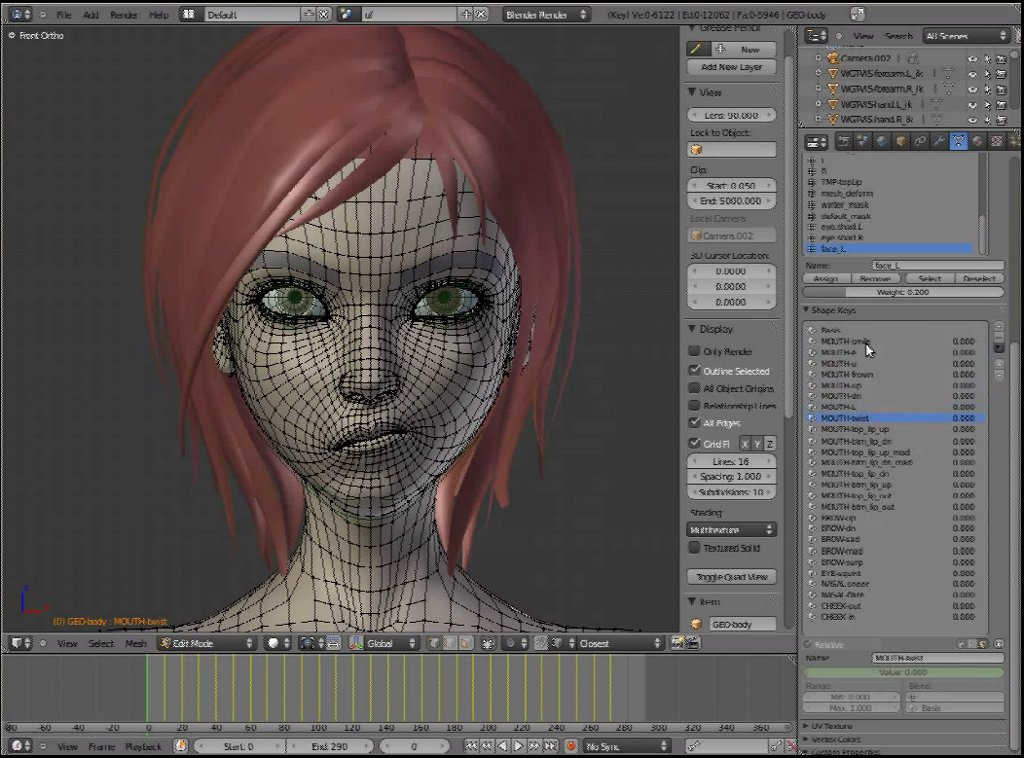 File Add Render Help Default Blender Render
Front Ortho
Grease Pencil
New
Add New Layer
View
Lens: 90.000
Lock to Object:
Clip:
Start: 0.050
End: 5000.000
Local Camera:
Camera.002
3D Cursor Location:
0.0000
0.0000
0.0000
Display
Only Render
Outline Selected
All Object Origins
Relationship Lines
All Edges
Grid Fl X Y Z
Lines: 16
Spacing: 1.000
Subdivisions: 10
Shading:
Multitexture
Textured Solid
Toggle Quad View
Item
GEO-body
View Search All Scenes
Camera.002
WGTVIS-forearm.L_ik
WGTVIS-forearm.R_ik
WGTVIS-hand.L_ik
WGTVIS-hand.R_ik
R
TMP-topLip
mesh_deform
winter_mask
default_mask
eye.shad.L
eye.shad.R
face_L
Name: face_L
Assign Remove Select Deselect
Weight: 0.200
Shape Keys
Basis
MOUTH-smile 0.000
MOUTH-e 0.000
MOUTH-u 0.000
MOUTH-frown 0.000
MOUTH-up 0.000
MOUTH-dn 0.000
MOUTH-L 0.000
MOUTH-twist 0.000
MOUTH-top_lip_up 0.000
MOUTH-btm_lip_dn 0.000
MOUTH-top_lip_up_mad 0.000
MOUTH-btm_lip_dn_mad 0.000
MOUTH-top_lip_dn 0.000
MOUTH-btm_lip_up 0.000
MOUTH-top_lip_out 0.000
MOUTH-btm_lip_out 0.000
BROW-up 0.000
BROW-dn 0.000
BROW-sad 0.000
BROW-mad 0.000
BROW-surp 0.000
EYE-squint 0.000
NASAL-sneer 0.000
NASAL-flare 0.000
CHEEK-out 0.000
CHEEK-in 0.000
Relative
Name: MOUTH-twist
Value: 0.000
Range: Blend:
Min: 0.000
Max: 1.000 Basis
UV Texture
Vertex Colors
Custom Properties
(0) GEO-body : MOUTH-twist
View Select Mesh Edit Mode Global Closest
-80 -60 -40 -20 0 20 40 60 80 100 120 140 160 180 200 220 240 260 280 300 320 340 360
View Frame Playback Start: 0 End: 290 0 No Sync